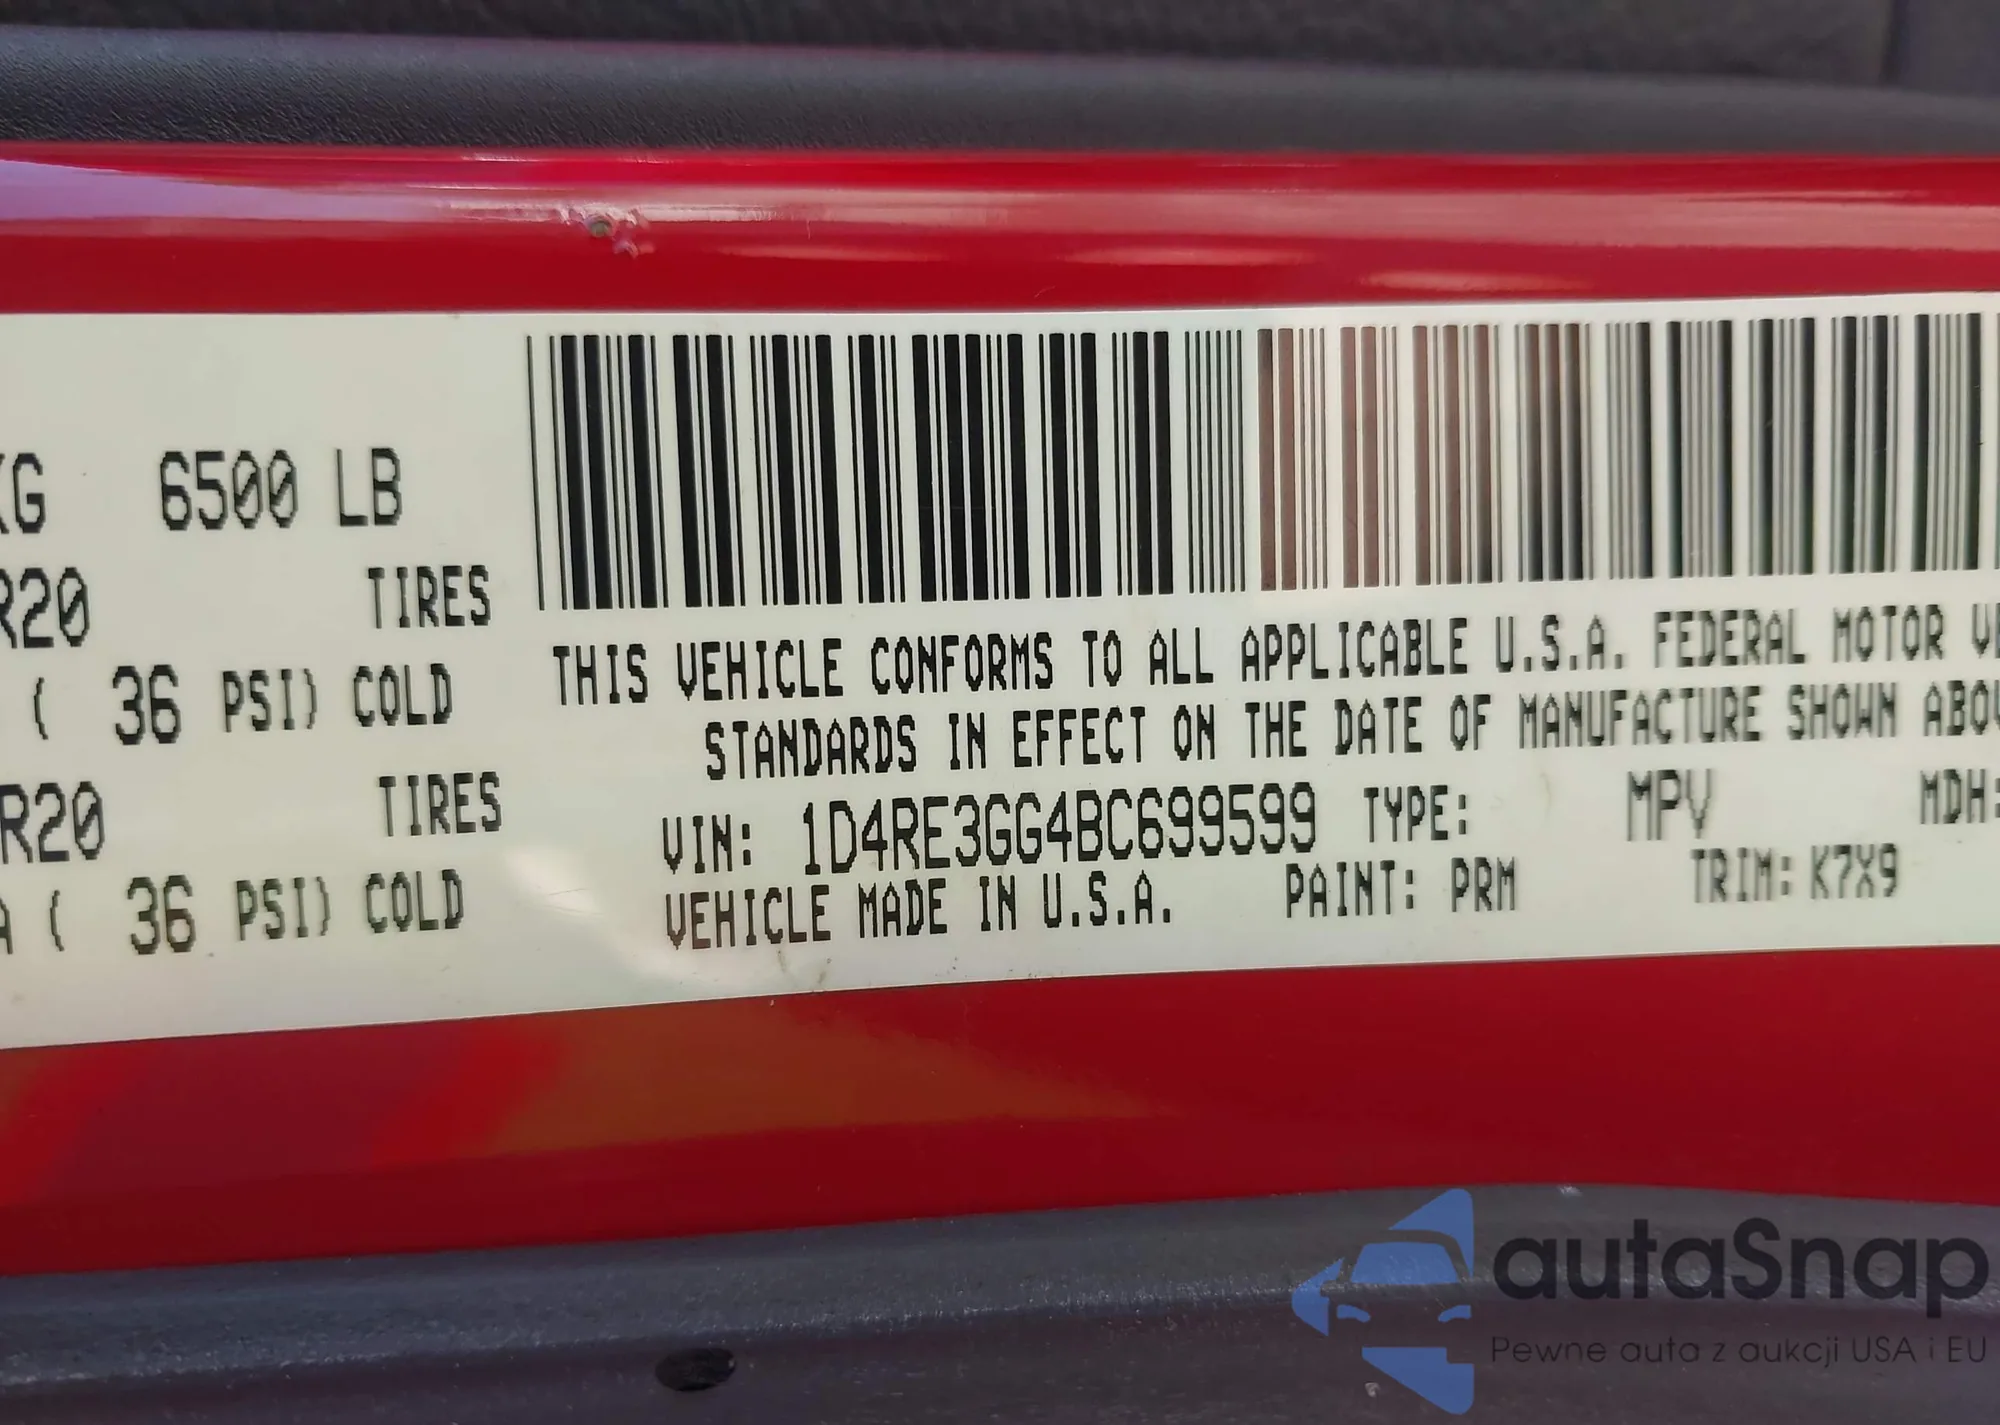 KG 6500 LB
R20 TIRES
( 36 PSI) COLD
R20 TIRES
A ( 36 PSI) COLD
THIS VEHICLE CONFORMS TO ALL APPLICABLE U.S.A. FEDERAL MOTOR VE
STANDARDS IN EFFECT ON THE DATE OF MANUFACTURE SHOWN ABOV
VIN: 1D4RE3GG4BC699599 TYPE: MPV MDH:
VEHICLE MADE IN U.S.A. PAINT: PRM TRIM: K7X9
autaSnap
Pewne auta z aukcji USA i EU